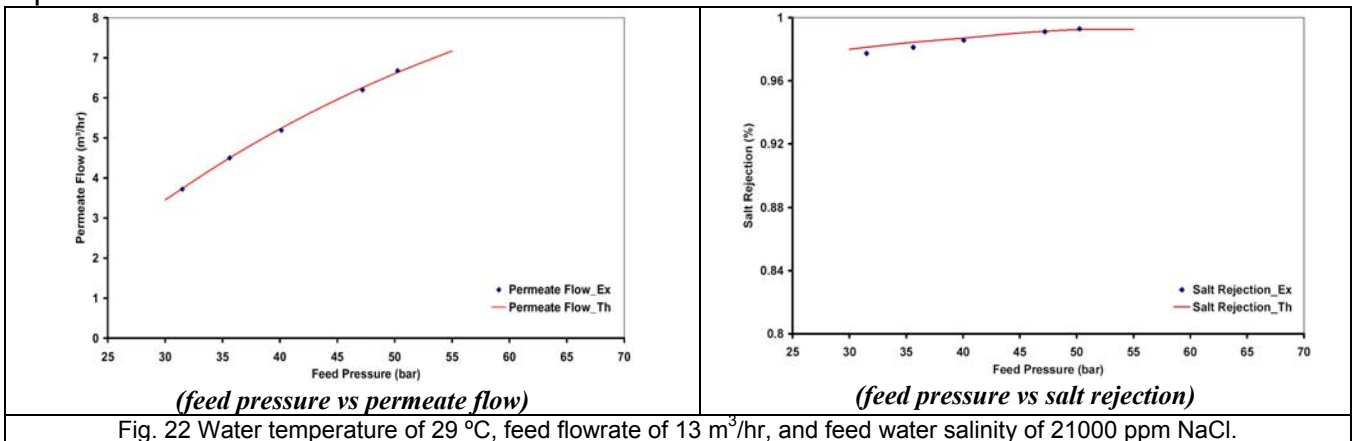 8
7
6
5
4
3
2
1
0
Permeate Flow (m³/hr)
Permeate Flow_Ex
Permeate Flow_Th
25 30 35 40 45 50 55 60 65 70
Feed Pressure (bar)
(feed pressure vs permeate flow)
1
0.96
0.92
0.88
0.84
0.8
Salt Rejection (%)
Salt Rejection_Ex
Salt Rejection_Th
25 30 35 40 45 50 55 60 65 70
Feed Pressure (bar)
(feed pressure vs salt rejection)
Fig. 22 Water temperature of 29 ºC, feed flowrate of 13 m³/hr, and feed water salinity of 21000 ppm NaCl.